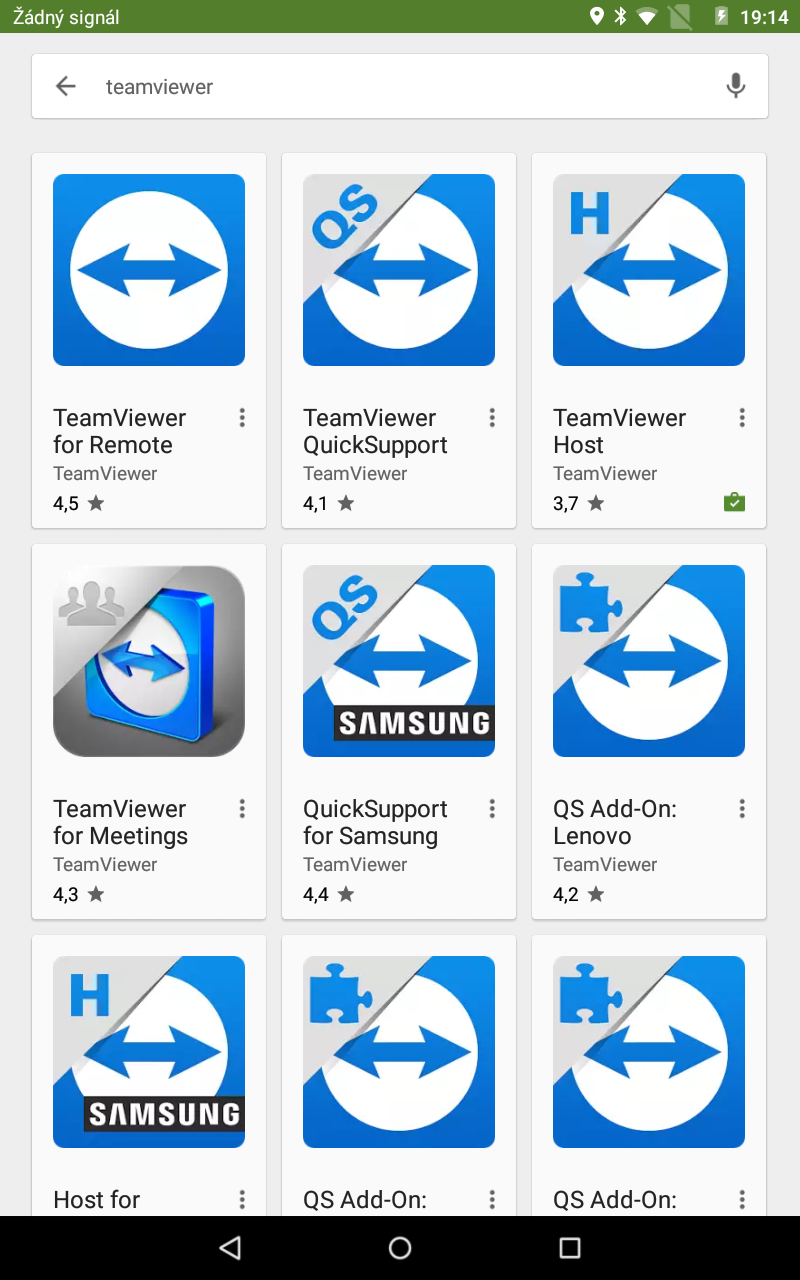 Žádný signál
19:14
teamviewer
QS
H
TeamViewer
for Remote
TeamViewer
4,5
TeamViewer
QuickSupport
TeamViewer
4,1
TeamViewer
Host
TeamViewer
3,7
QS
SAMSUNG
TeamViewer
for Meetings
TeamViewer
4,3
QuickSupport
for Samsung
TeamViewer
4,4
QS Add-On:
Lenovo
TeamViewer
4,2
H
SAMSUNG
Host for
QS Add-On:
QS Add-On: